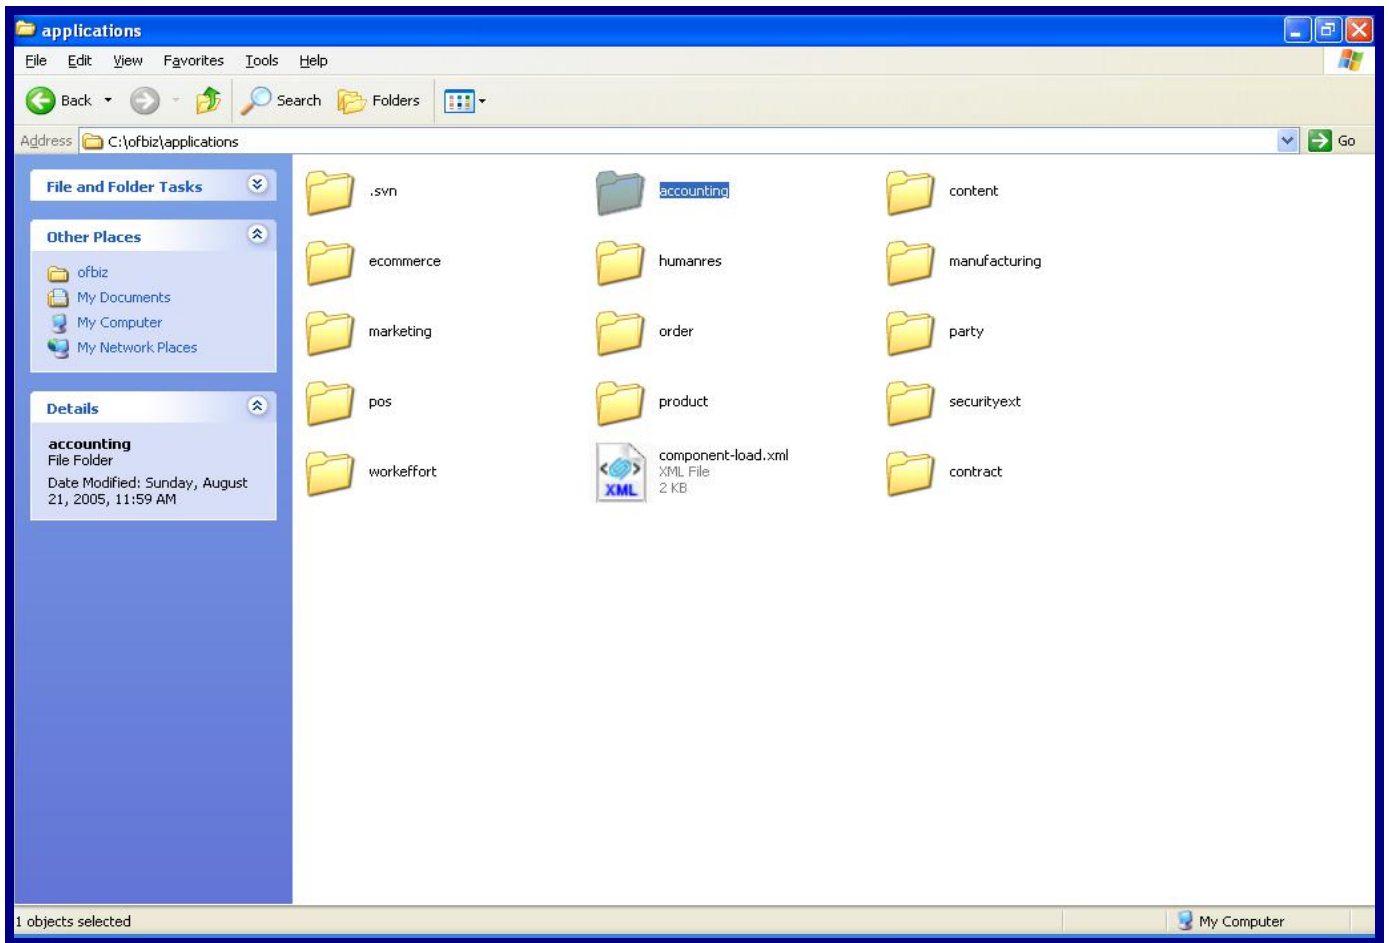 applications
File Edit View Favorites Tools Help
Back Search Folders
Address C:\ofbiz\applications Go
File and Folder Tasks
Other Places
ofbiz
My Documents
My Computer
My Network Places
Details
accounting
File Folder
Date Modified: Sunday, August
21, 2005, 11:59 AM
.svn accounting content
ecommerce humanres manufacturing
marketing order party
pos product securityext
workeffort component-load.xml contract
XML File
2 KB
XML
1 objects selected My Computer